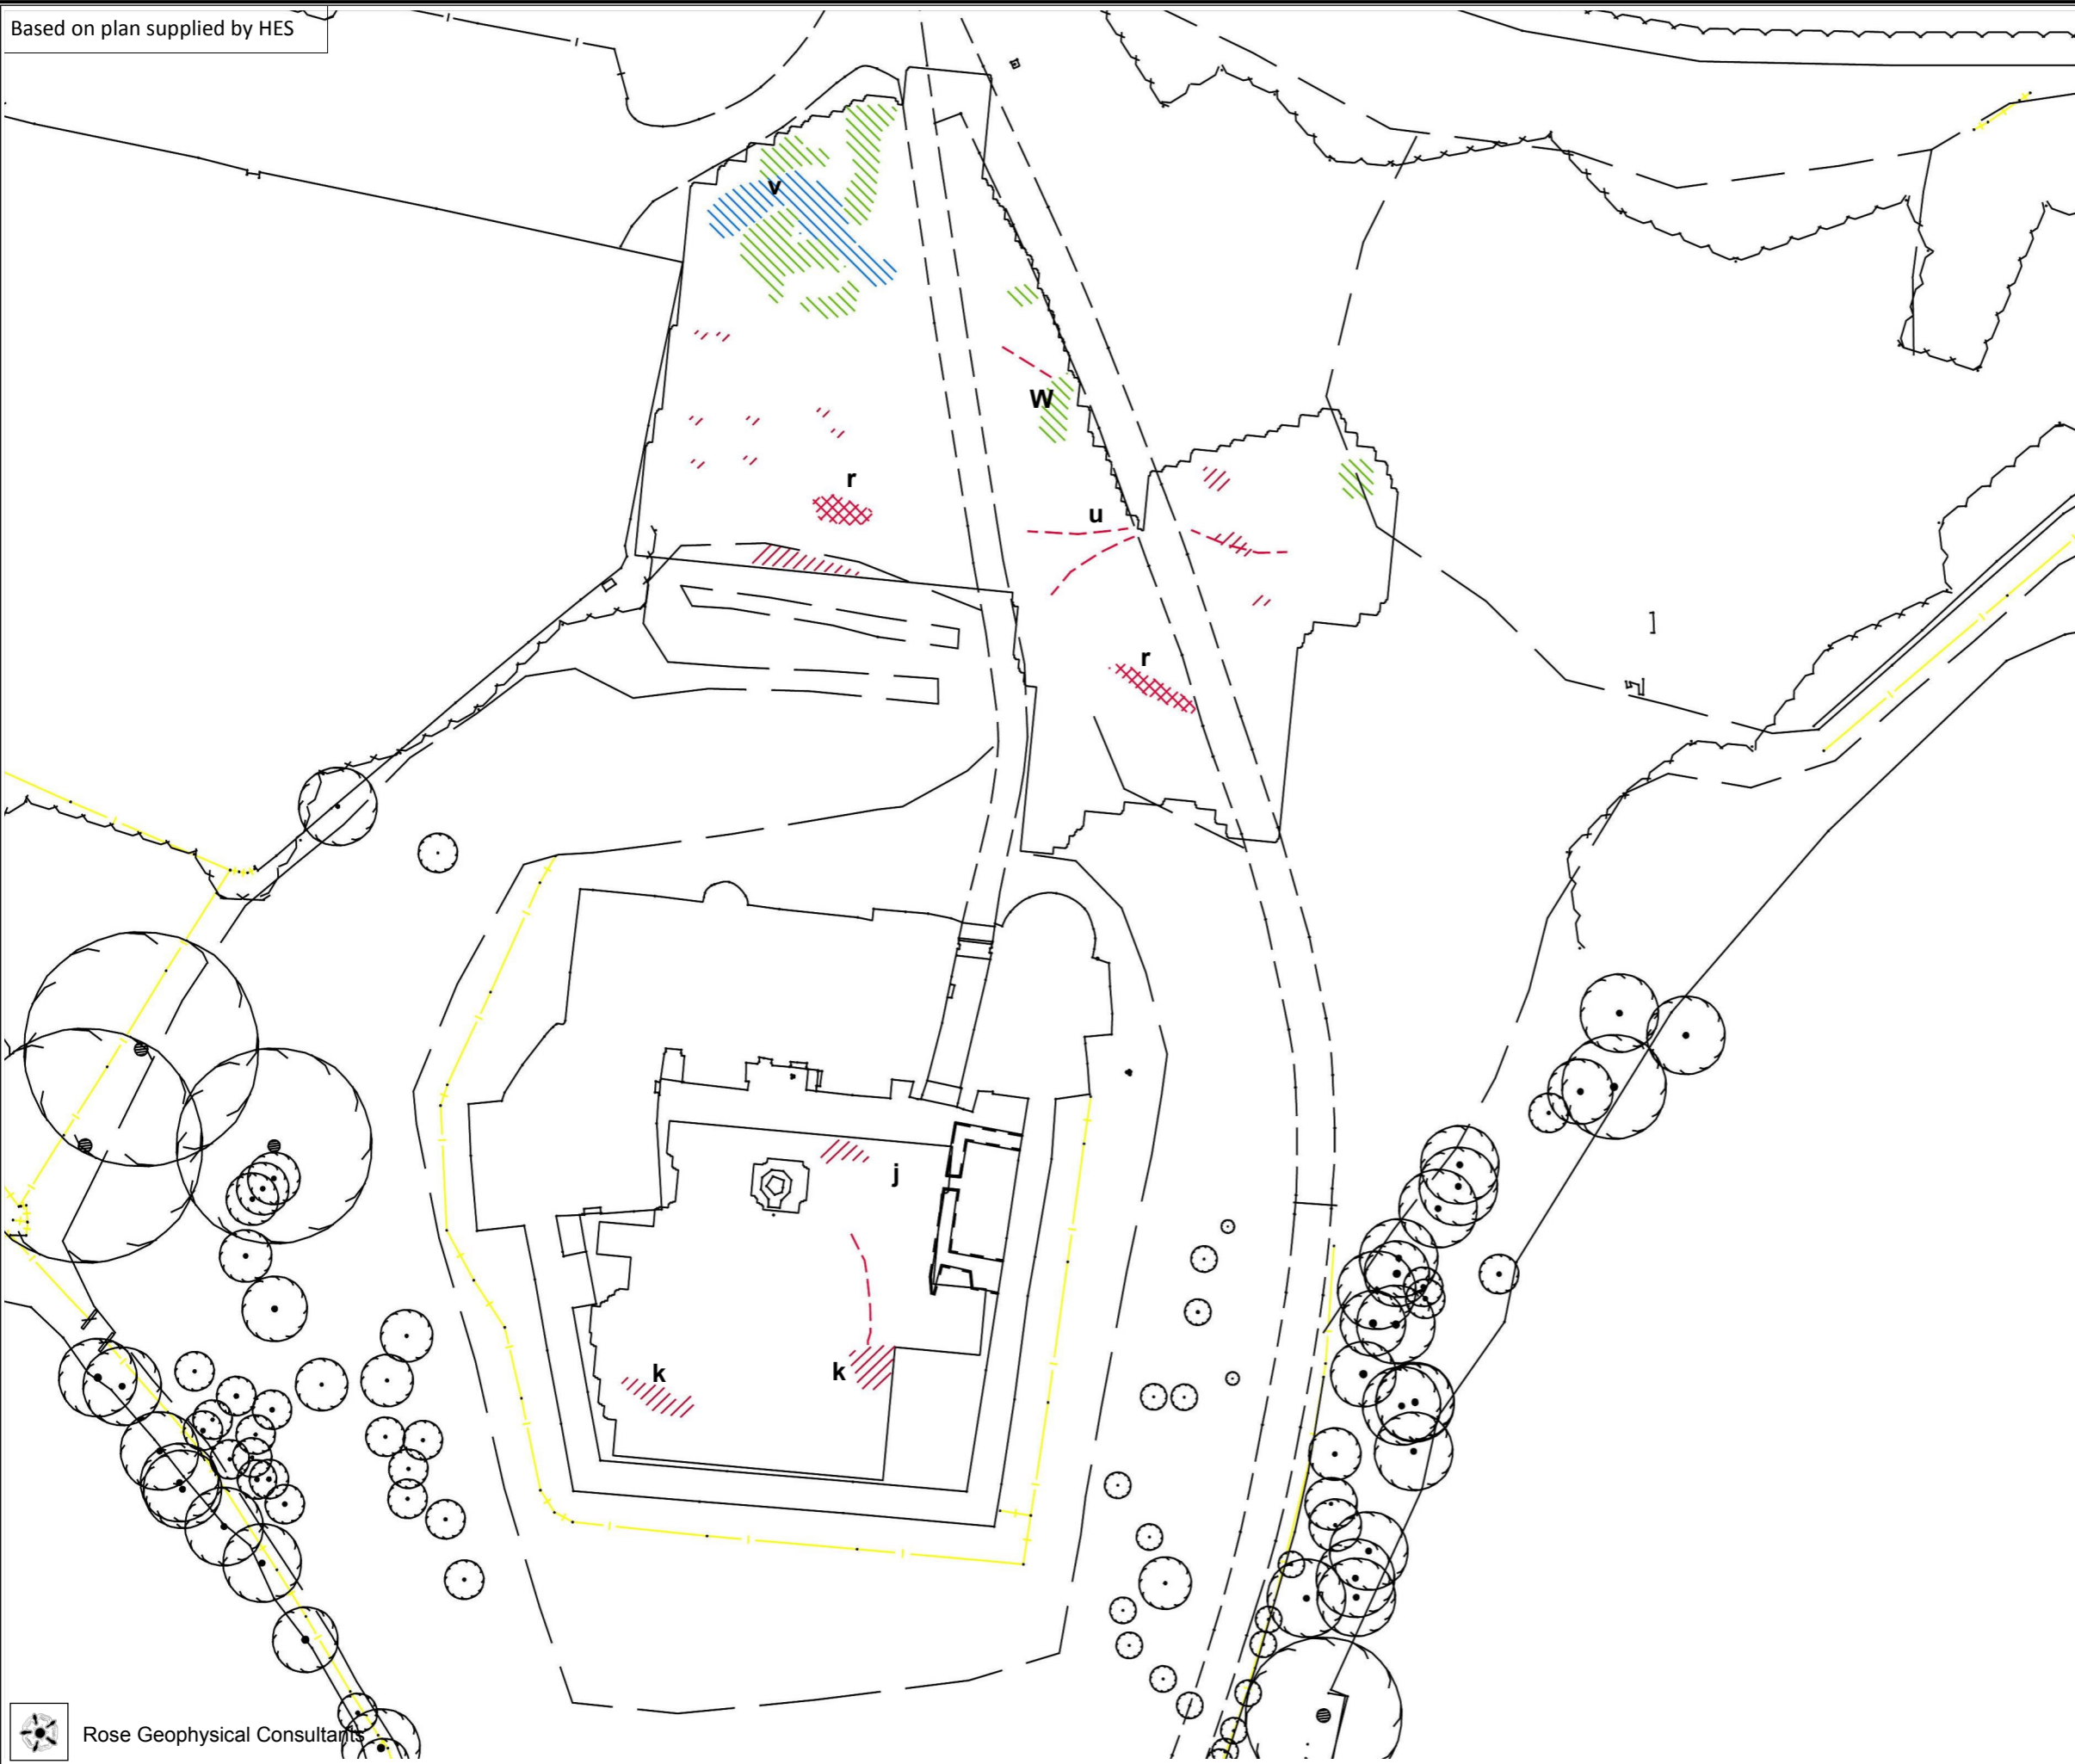 Based on plan supplied by HES
v
W
r
u
r
j
k
k
Rose Geophysical Consultants